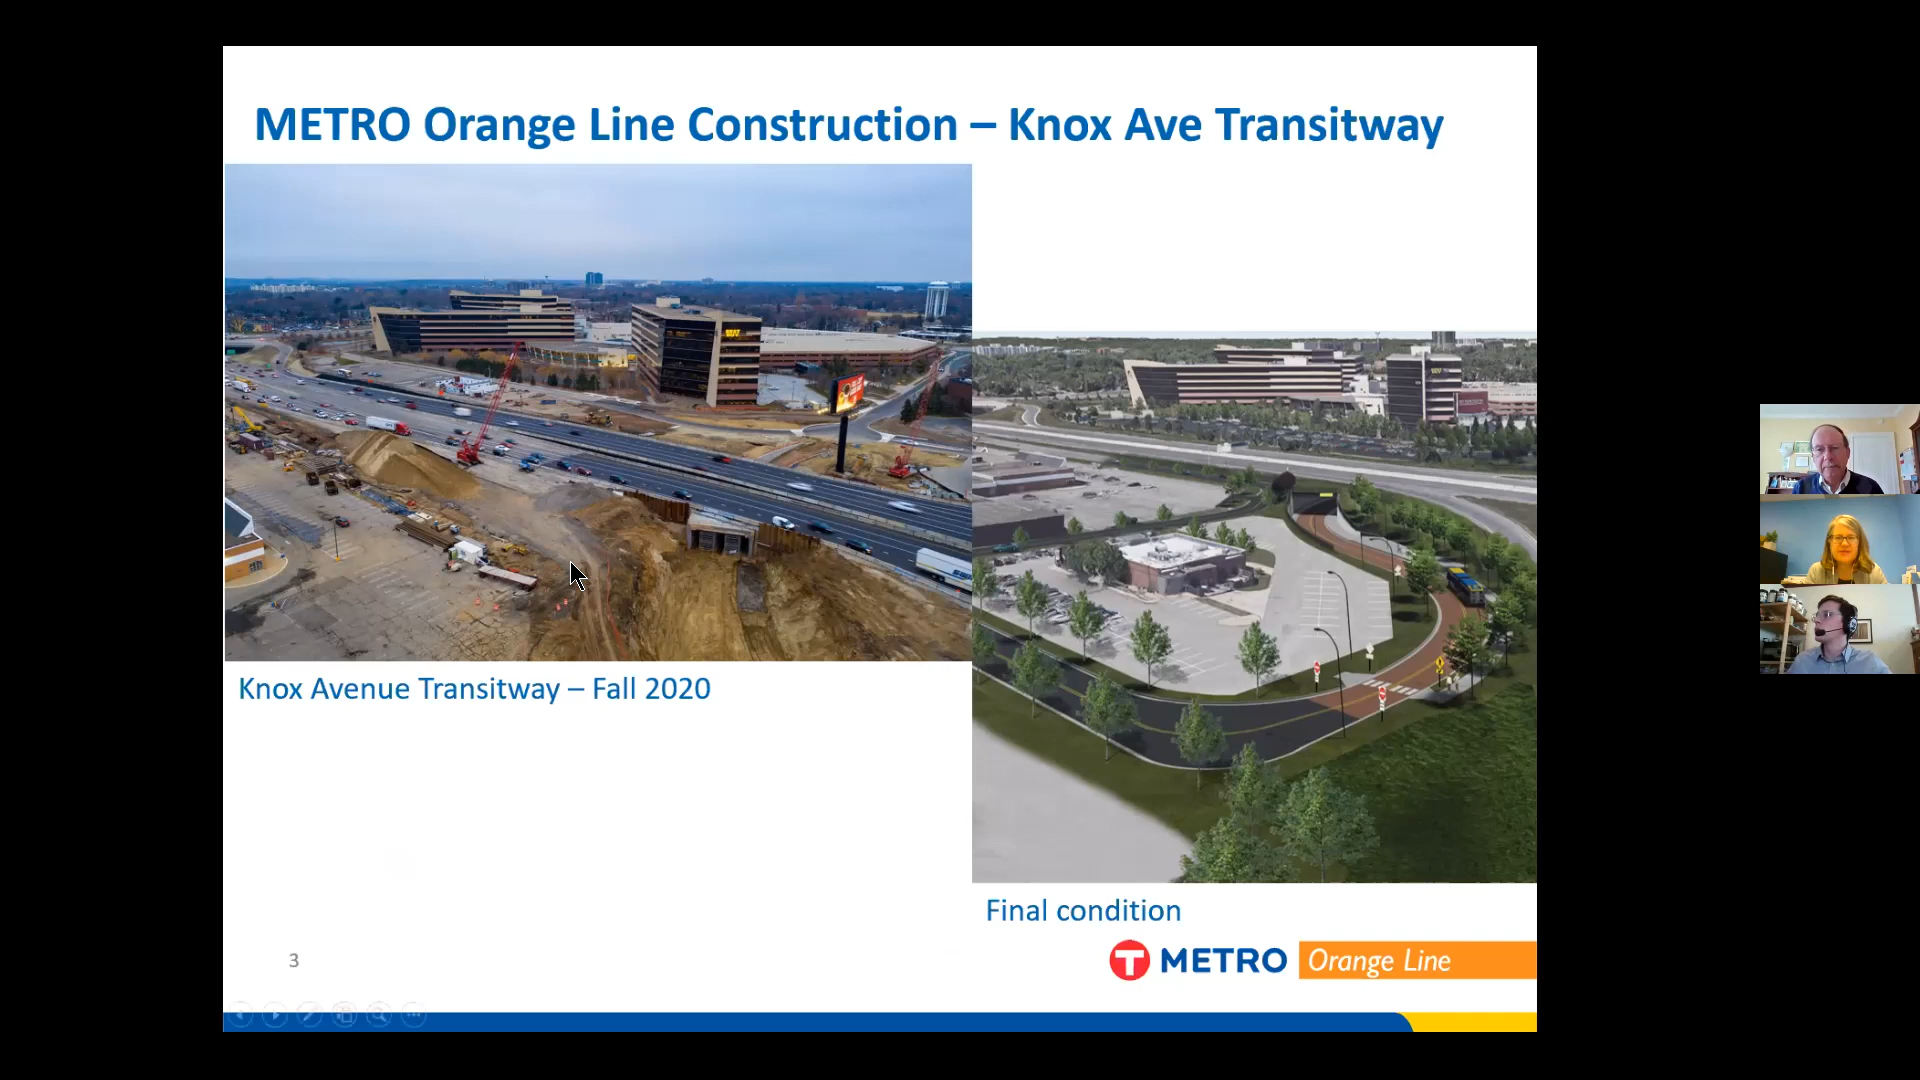 METRO Orange Line Construction – Knox Ave Transitway
Knox Avenue Transitway – Fall 2020
Final condition
3
T METRO Orange Line